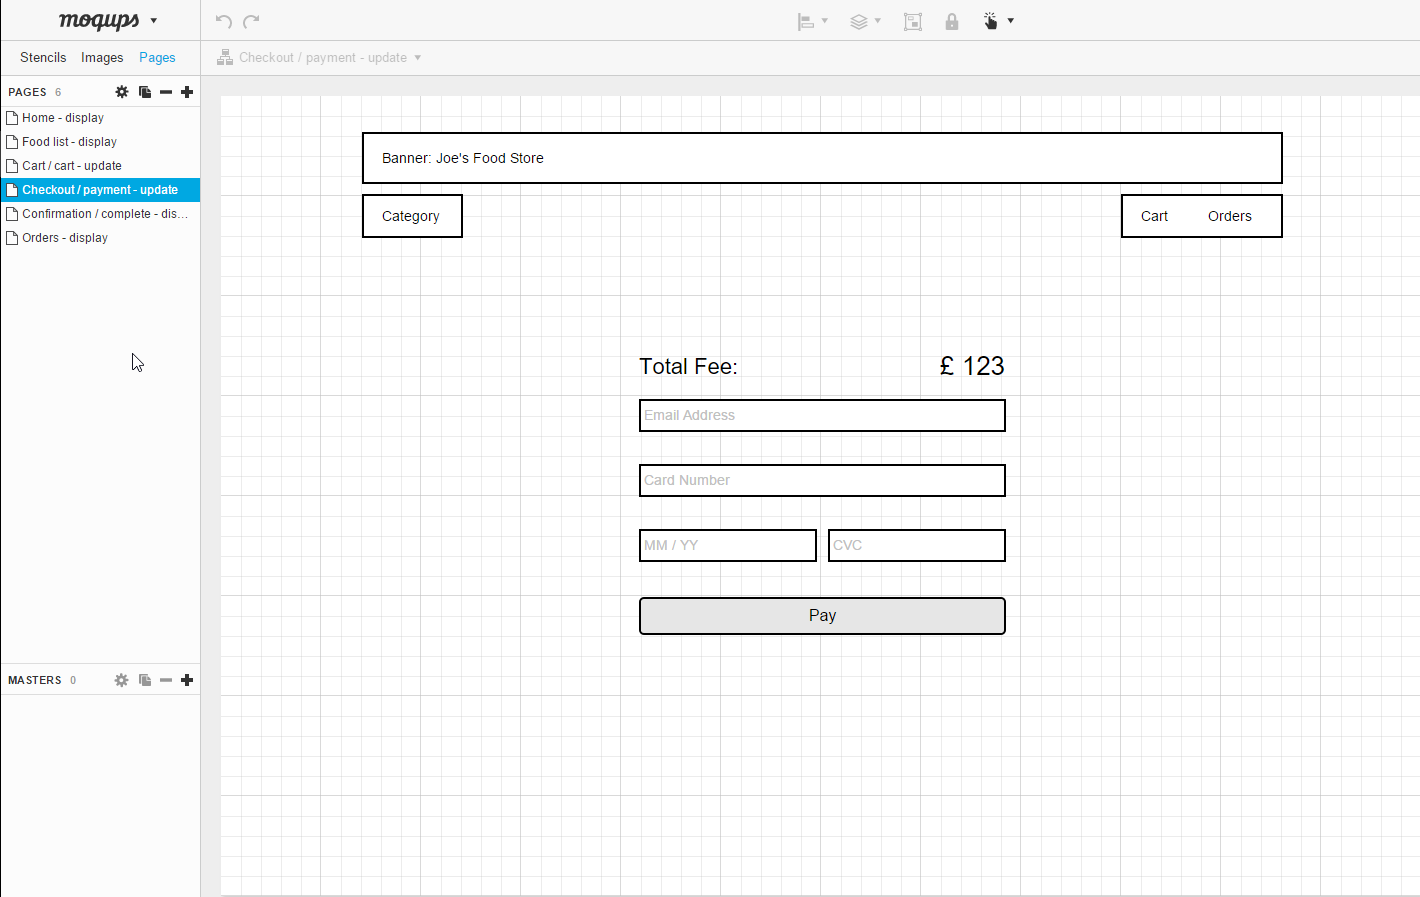 moqups
Stencils Images Pages
Checkout / payment - update
PAGES 6
Home - display
Food list - display
Cart / cart - update
Checkout / payment - update
Confirmation / complete - dis...
Orders - display
Banner: Joe's Food Store
Category
Cart Orders
Total Fee: £ 123
Email Address
Card Number
MM / YY CVC
Pay
MASTERS 0